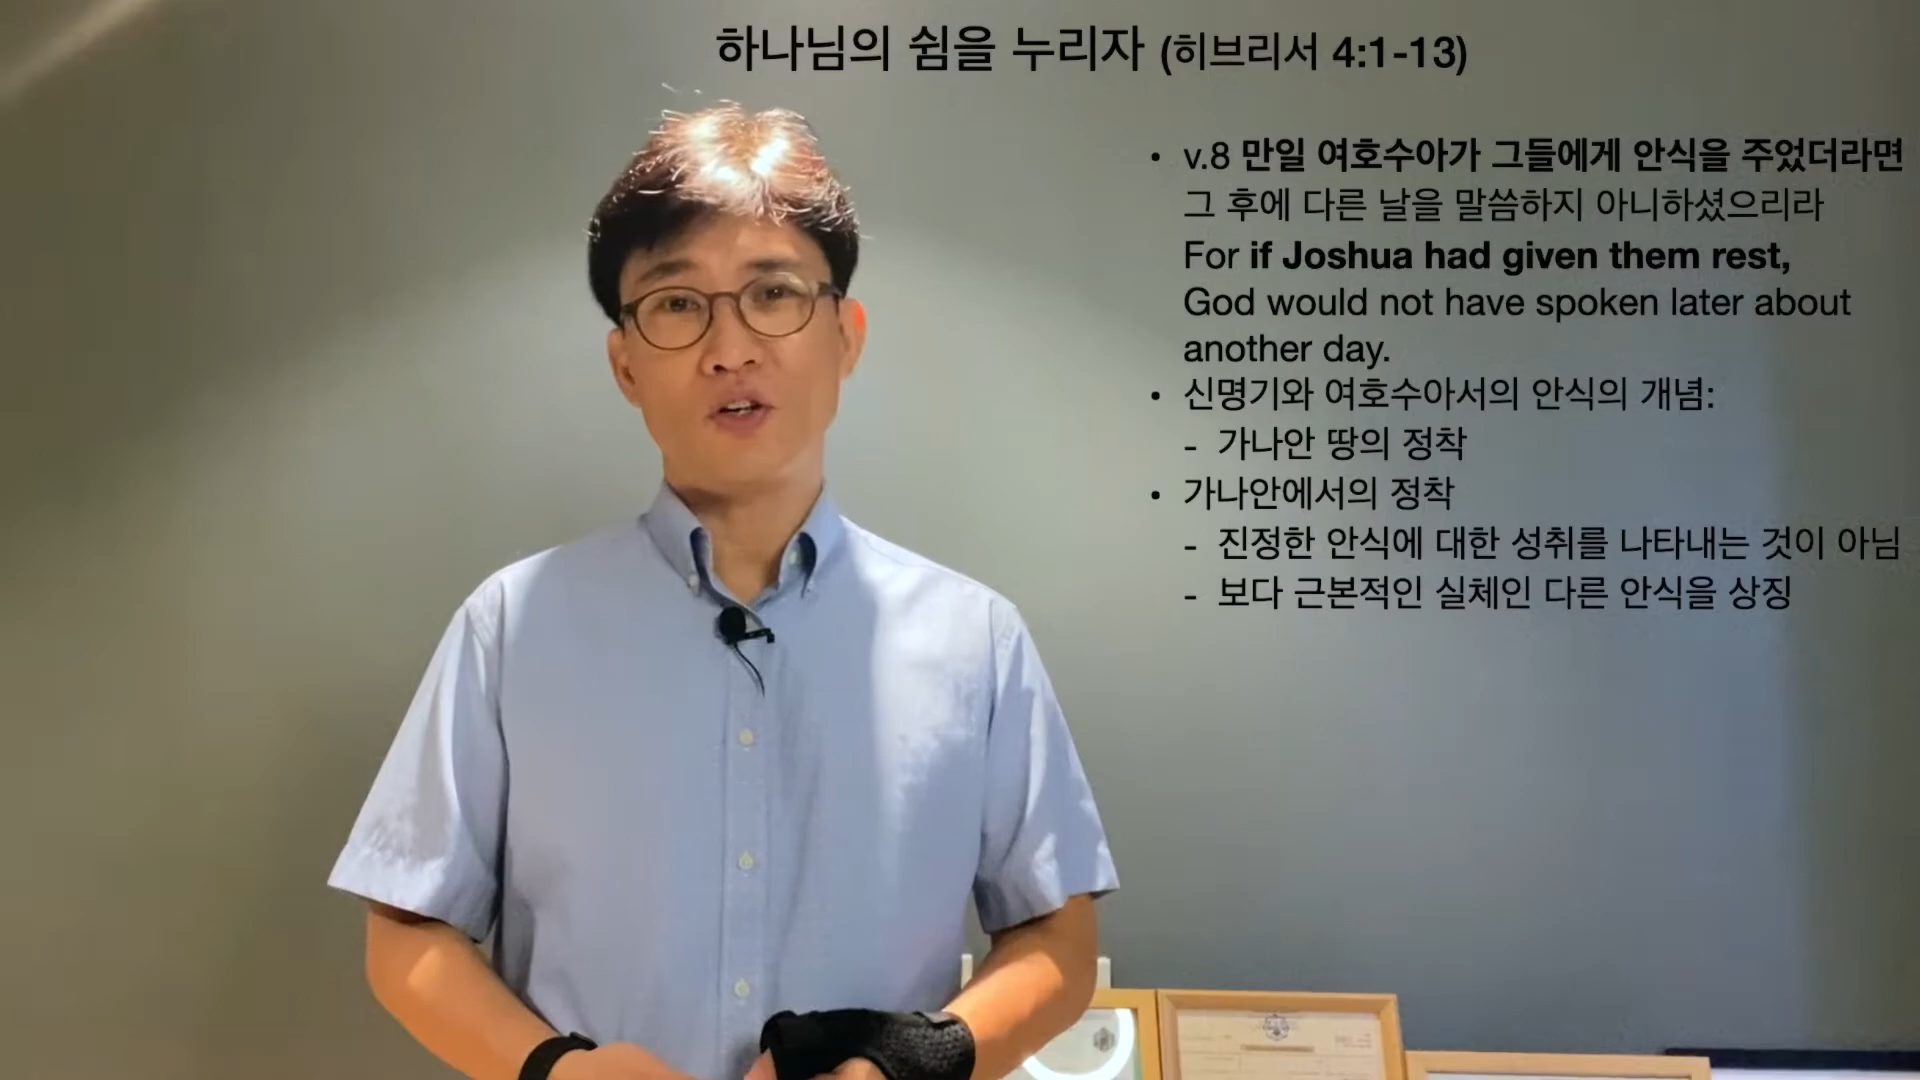 하나님의 쉼을 누리자 (히브리서 4:1-13)
• v.8 만일 여호수아가 그들에게 안식을 주었더라면
그 후에 다른 날을 말씀하지 아니하셨으리라
For if Joshua had given them rest,
God would not have spoken later about
another day.
• 신명기와 여호수아서의 안식의 개념:
- 가나안 땅의 정착
• 가나안에서의 정착
- 진정한 안식에 대한 성취를 나타내는 것이 아님
- 보다 근본적인 실체인 다른 안식을 상징